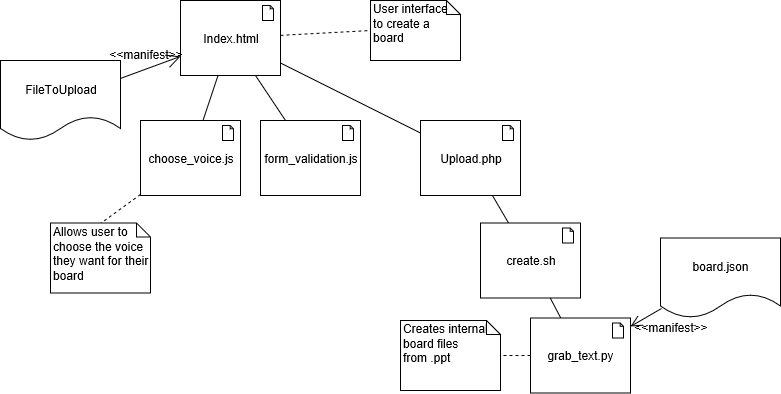 User interface
to create a
board
Index.html
<<manifest>>
FileToUpload
choose_voice.js
form_validation.js
Upload.php
Allows user to
choose the voice
they want for their
board
create.sh
board.json
<<manifest>>
Creates internal
board files
from .ppt
grab_text.py